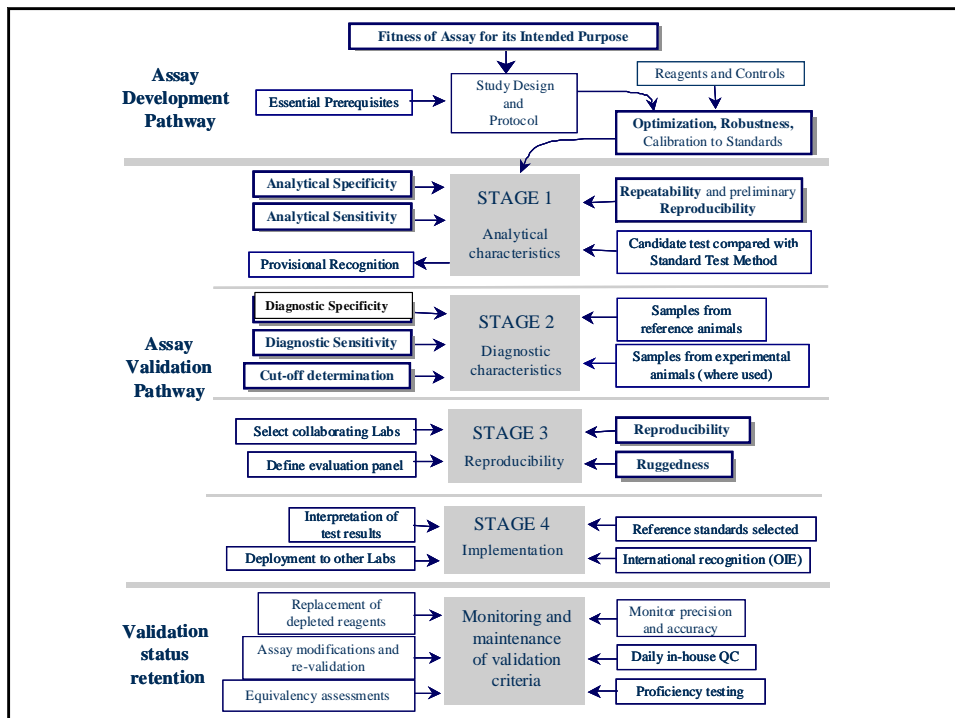 Fitness of Assay for its Intended Purpose
Assay
Development
Pathway
Essential Prerequisites
Study Design
and
Protocol
Reagents and Controls
Optimization, Robustness,
Calibration to Standards
Assay
Validation
Pathway
Analytical Specificity
Analytical Sensitivity
Provisional Recognition
STAGE 1
Analytical
characteristics
Repeatability and preliminary
Reproducibility
Candidate test compared with
Standard Test Method
Diagnostic Specificity
Diagnostic Sensitivity
Cut-off determination
STAGE 2
Diagnostic
characteristics
Samples from
reference animals
Samples from experimental
animals (where used)
Select collaborating Labs
Define evaluation panel
STAGE 3
Reproducibility
Reproducibility
Ruggedness
Interpretation of
test results
Deployment to other Labs
STAGE 4
Implementation
Reference standards selected
International recognition (OIE)
Validation
status
retention
Replacement of
depleted reagents
Assay modifications and
re-validation
Equivalency assessments
Monitoring and
maintenance
of validation
criteria
Monitor precision
and accuracy
Daily in-house QC
Proficiency testing